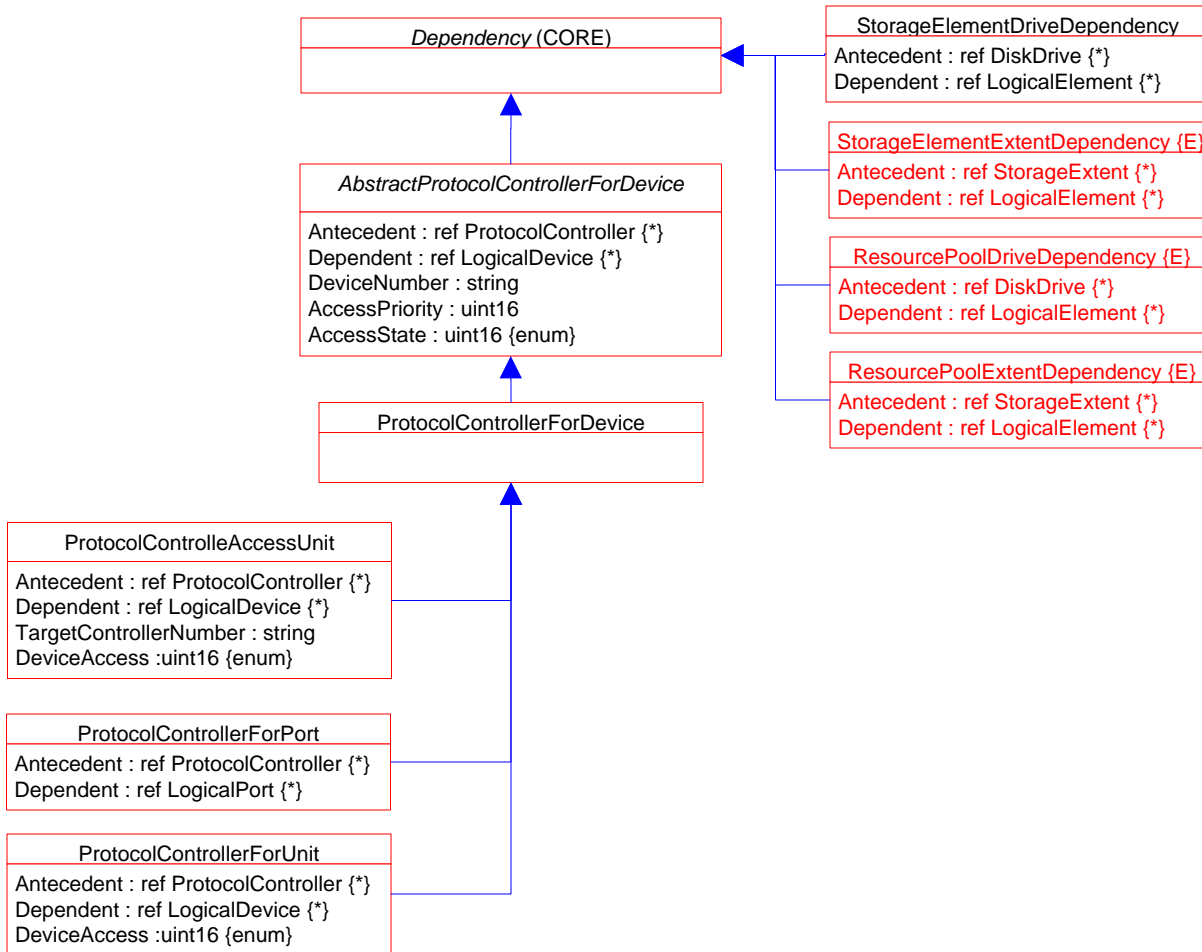 Dependency (CORE)
StorageElementDriveDependency
Antecedent : ref DiskDrive {*}
Dependent : ref LogicalElement {*}
StorageElementExtentDependency {E}
Antecedent : ref StorageExtent {*}
Dependent : ref LogicalElement {*}
AbstractProtocolControllerForDevice
Antecedent : ref ProtocolController {*}
Dependent : ref LogicalDevice {*}
DeviceNumber : string
AccessPriority : uint16
AccessState : uint16 {enum}
ResourcePoolDriveDependency {E}
Antecedent : ref DiskDrive {*}
Dependent : ref LogicalElement {*}
ResourcePoolExtentDependency {E}
Antecedent : ref StorageExtent {*}
Dependent : ref LogicalElement {*}
ProtocolControllerForDevice
ProtocolControlleAccessUnit
Antecedent : ref ProtocolController {*}
Dependent : ref LogicalDevice {*}
TargetControllerNumber : string
DeviceAccess :uint16 {enum}
ProtocolControllerForPort
Antecedent : ref ProtocolController {*}
Dependent : ref LogicalPort {*}
ProtocolControllerForUnit
Antecedent : ref ProtocolController {*}
Dependent : ref LogicalDevice {*}
DeviceAccess :uint16 {enum}